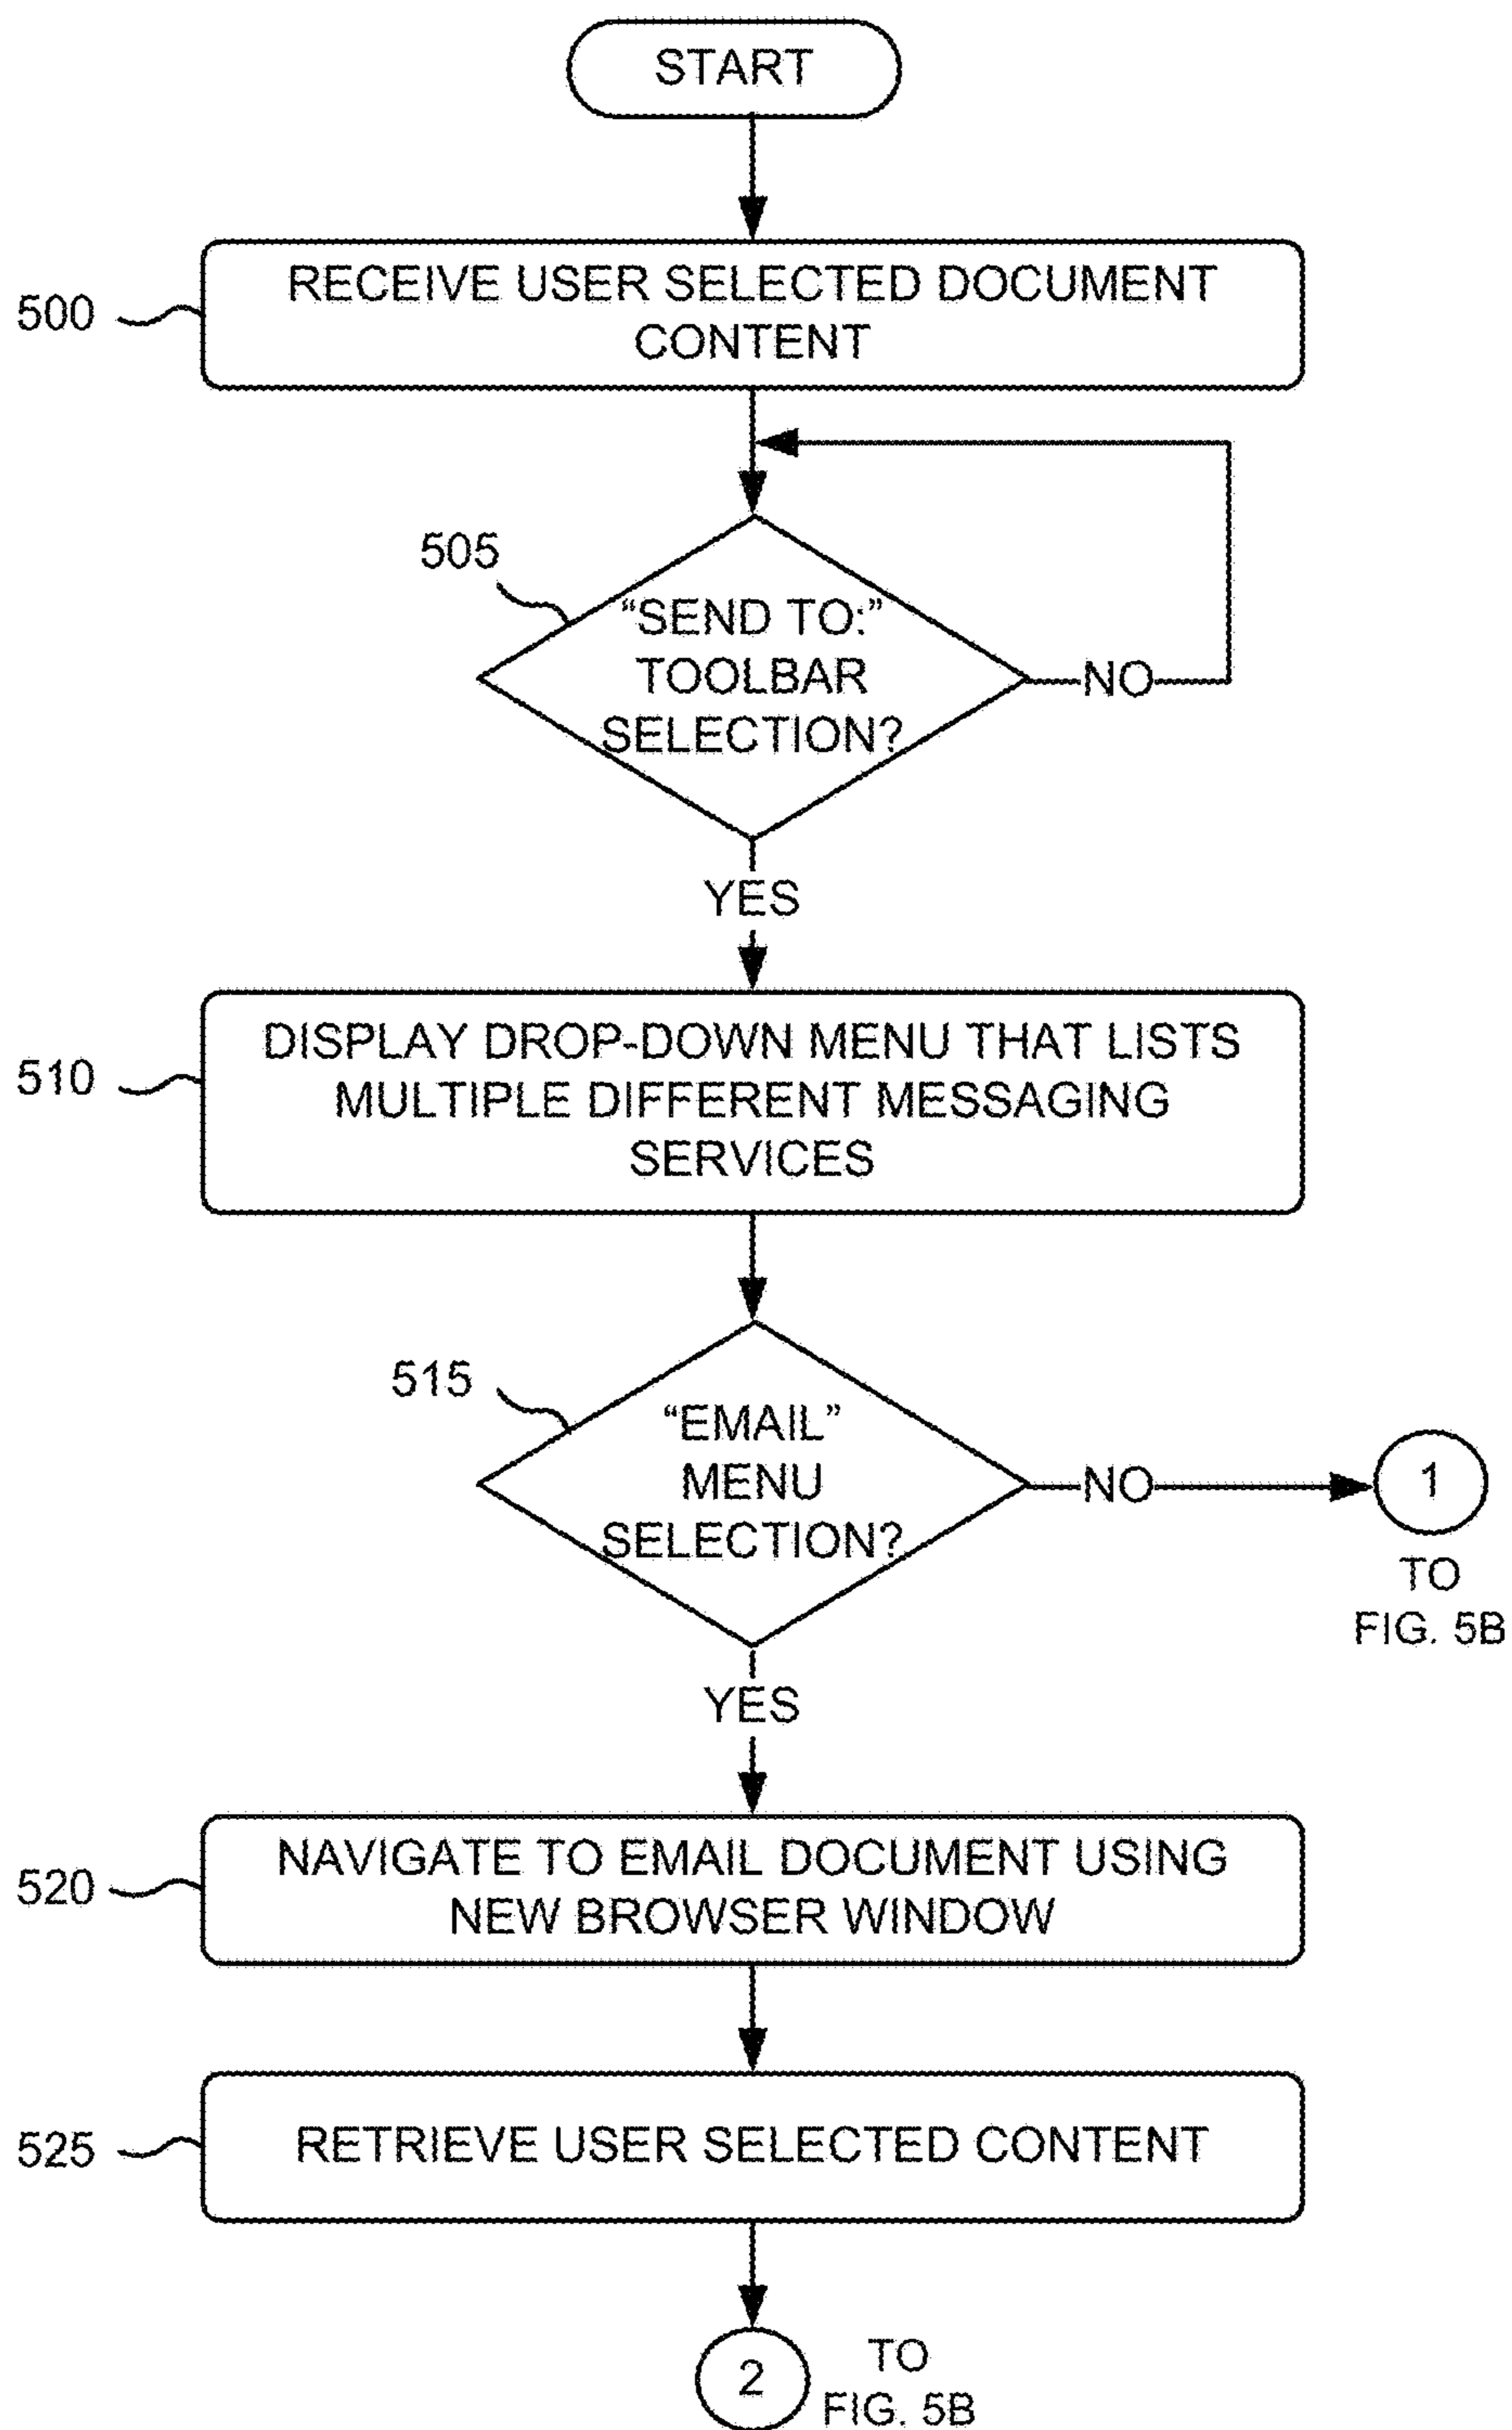 START
500
RECEIVE USER SELECTED DOCUMENT
CONTENT
505
“SEND TO:”
TOOLBAR
SELECTION?
NO
YES
510
DISPLAY DROP-DOWN MENU THAT LISTS
MULTIPLE DIFFERENT MESSAGING
SERVICES
515
“EMAIL”
MENU
SELECTION?
NO
1
TO
FIG. 5B
YES
520
NAVIGATE TO EMAIL DOCUMENT USING
NEW BROWSER WINDOW
525
RETRIEVE USER SELECTED CONTENT
2
TO
FIG. 5B